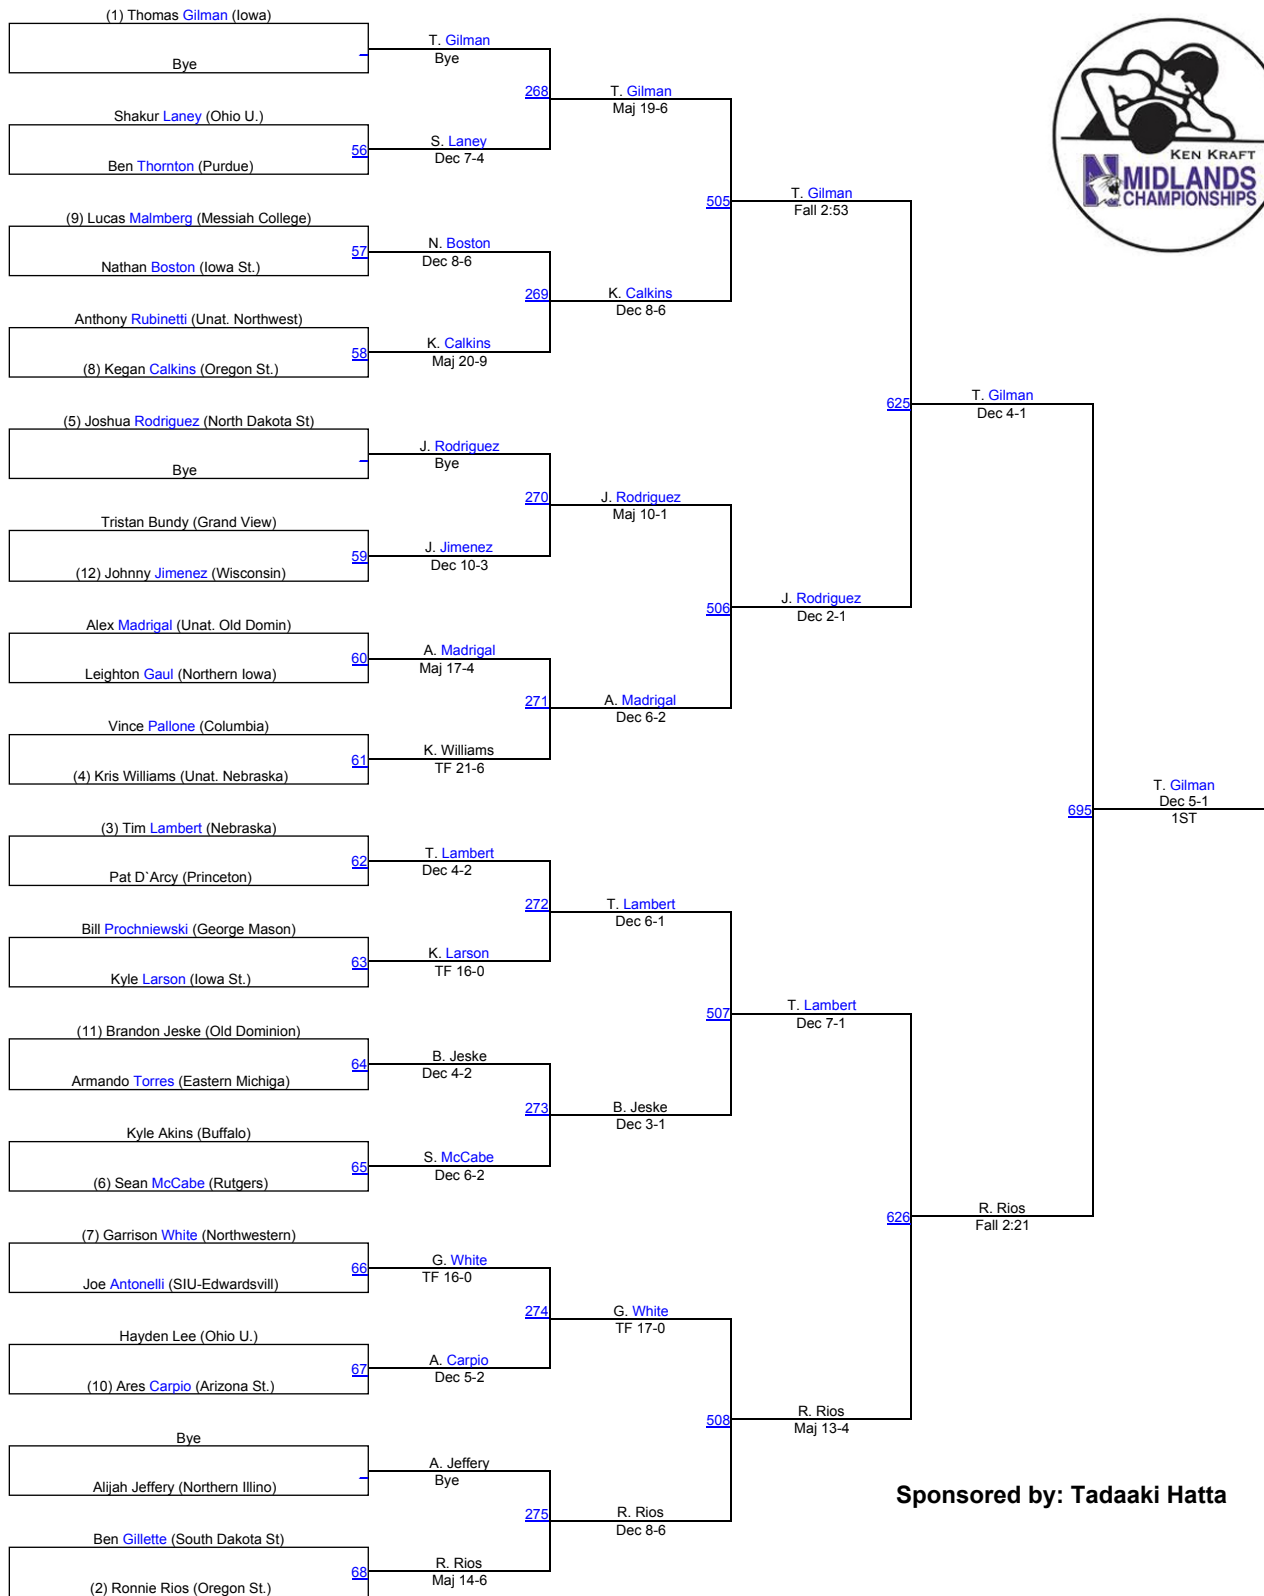 (1) Thomas Gilman (Iowa)
Bye
Shakur Laney (Ohio U.)
56
Ben Thornton (Purdue)
(9) Lucas Malmberg (Messiah College)
57
Nathan Boston (Iowa St.)
Anthony Rubinetti (Unat. Northwest)
58
(8) Kegan Calkins (Oregon St.)
(5) Joshua Rodriguez (North Dakota St)
Bye
Tristan Bundy (Grand View)
59
(12) Johnny Jimenez (Wisconsin)
Alex Madrigal (Unat. Old Domin)
60
Leighton Gaul (Northern Iowa)
Vince Pallone (Columbia)
61
(4) Kris Williams (Unat. Nebraska)
(3) Tim Lambert (Nebraska)
62
Pat D`Arcy (Princeton)
Bill Prochniewski (George Mason)
63
Kyle Larson (Iowa St.)
(11) Brandon Jeske (Old Dominion)
64
Armando Torres (Eastern Michiga)
Kyle Akins (Buffalo)
65
(6) Sean McCabe (Rutgers)
(7) Garrison White (Northwestern)
66
Joe Antonelli (SIU-Edwardsvill)
Hayden Lee (Ohio U.)
67
(10) Ares Carpio (Arizona St.)
Bye
Alijah Jeffery (Northern Illino)
Ben Gillette (South Dakota St)
68
(2) Ronnie Rios (Oregon St.)
T. Gilman
Bye
268
S. Laney
Dec 7-4
N. Boston
Dec 8-6
269
K. Calkins
Maj 20-9
J. Rodriguez
Bye
270
J. Jimenez
Dec 10-3
A. Madrigal
Maj 17-4
271
K. Williams
TF 21-6
T. Lambert
Dec 4-2
272
K. Larson
TF 16-0
B. Jeske
Dec 4-2
273
S. McCabe
Dec 6-2
G. White
TF 16-0
274
A. Carpio
Dec 5-2
A. Jeffery
Bye
275
R. Rios
Maj 14-6
T. Gilman
Maj 19-6
505
K. Calkins
Dec 8-6
J. Rodriguez
Maj 10-1
506
A. Madrigal
Dec 6-2
T. Lambert
Dec 6-1
507
B. Jeske
Dec 3-1
G. White
TF 17-0
508
R. Rios
Dec 8-6
T. Gilman
Fall 2:53
625
J. Rodriguez
Dec 2-1
T. Lambert
Dec 7-1
626
R. Rios
Maj 13-4
T. Gilman
Dec 4-1
695
R. Rios
Fall 2:21
T. Gilman
Dec 5-1
1ST
KEN KRAFT
N MIDLANDS
CHAMPIONSHIPS
Sponsored by: Tadaaki Hatta